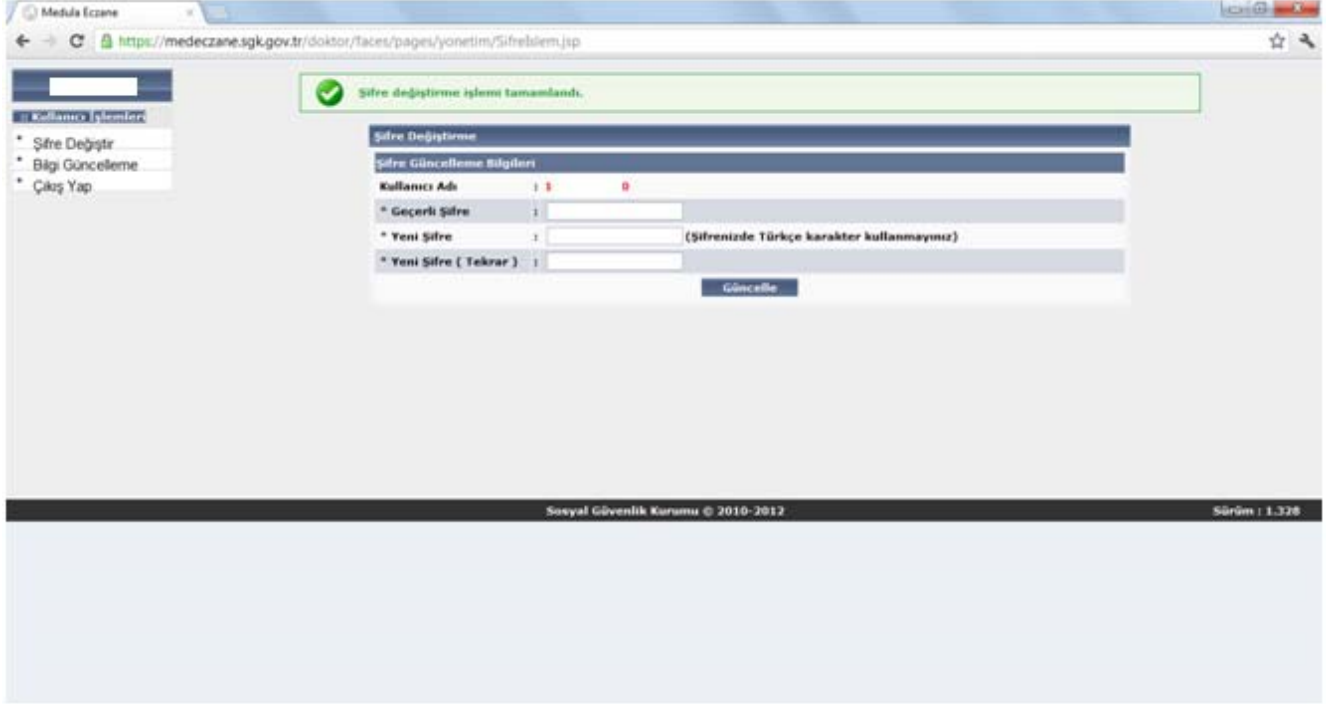 Medula Eczane
https://medeczane.sgk.gov.tr/doktor/faces/pages/yonetim/SifreIslem.jsp
:: Kullanıcı İşlemleri
* Şifre Değiştir
* Bilgi Güncelleme
* Çıkış Yap
Şifre değiştirme işlemi tamamlandı.
Şifre Değiştirme
Şifre Güncelleme Bilgileri
Kullanıcı Adı : 1 0
* Geçerli Şifre :
* Yeni Şifre : (Şifrenizde Türkçe karakter kullanmayınız)
* Yeni Şifre ( Tekrar ) :
Güncelle
Sosyal Güvenlik Kurumu © 2010-2012 Sürüm : 1.328